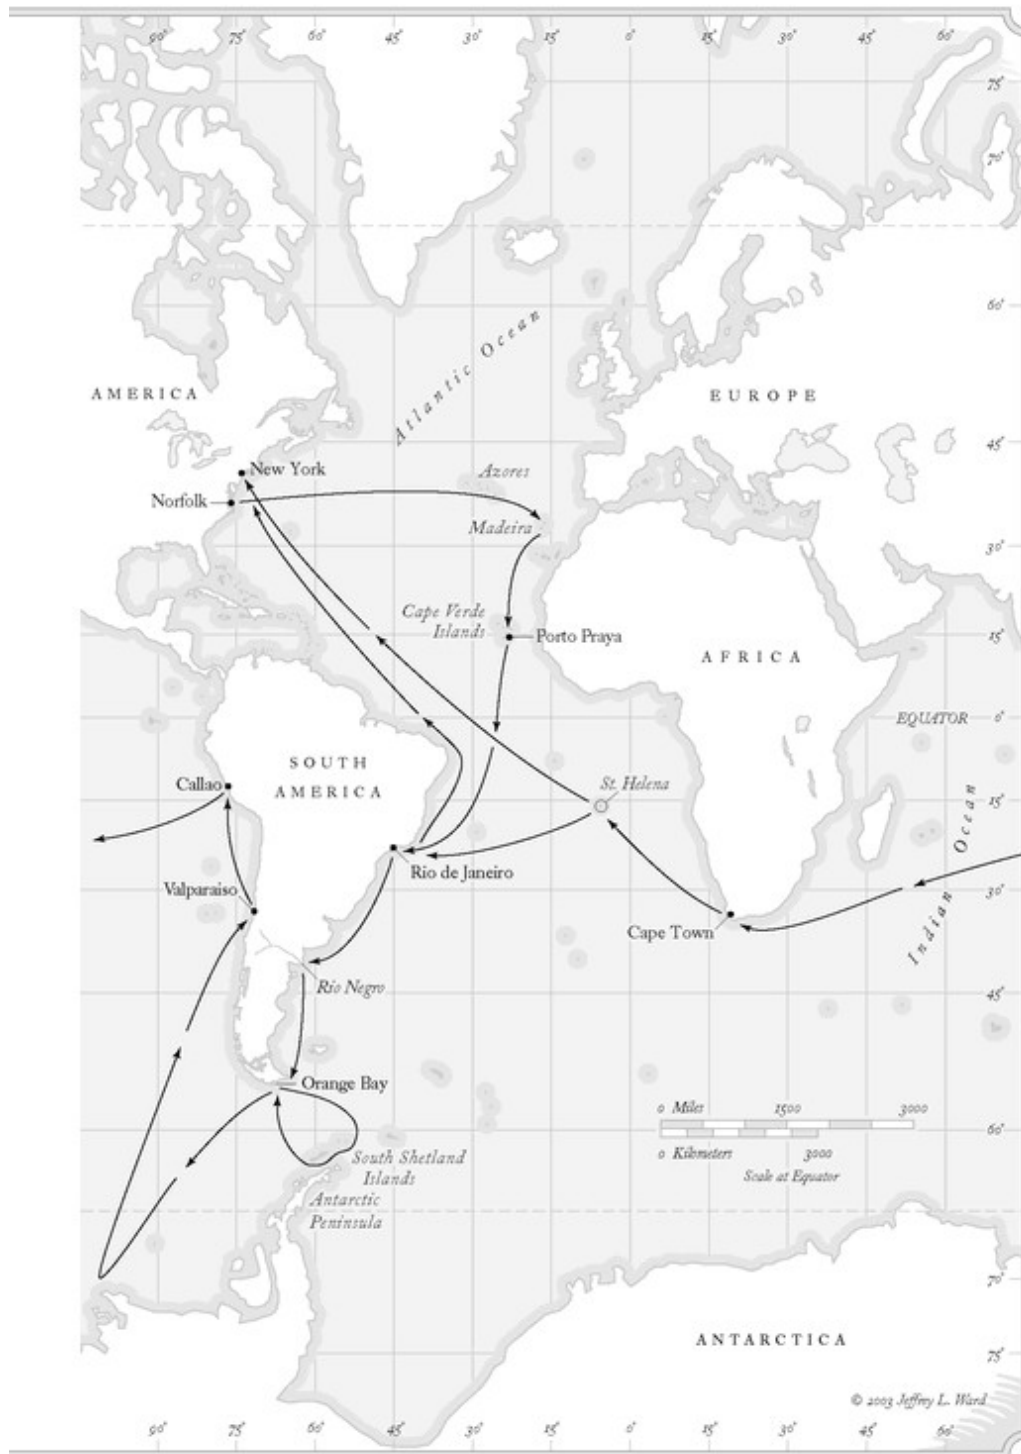 90° 75° 60° 45° 30° 15° 0 15° 30° 45° 60°
75°
70°
60°
Atlantic Ocean
AMERICA
EUROPE
45°
New York
Azores
Norfolk
Madeira
30°
Cape Verde
Islands
Porto Praya
15°
AFRICA
EQUATOR 0°
SOUTH
AMERICA
Callao
St. Helena
15°
Indian Ocean
Rio de Janeiro
Valparaiso
30°
Cape Town
Río Negro
45°
Orange Bay
0 Miles 1500 3000
60°
0 Kilometers 3000
Scale at Equator
South Shetland
Islands
Antarctic
Peninsula
70°
ANTARCTICA
75°
© 2003 Jeffrey L. Ward
90° 75° 60° 45° 30° 15° 0 15° 30° 45° 60°